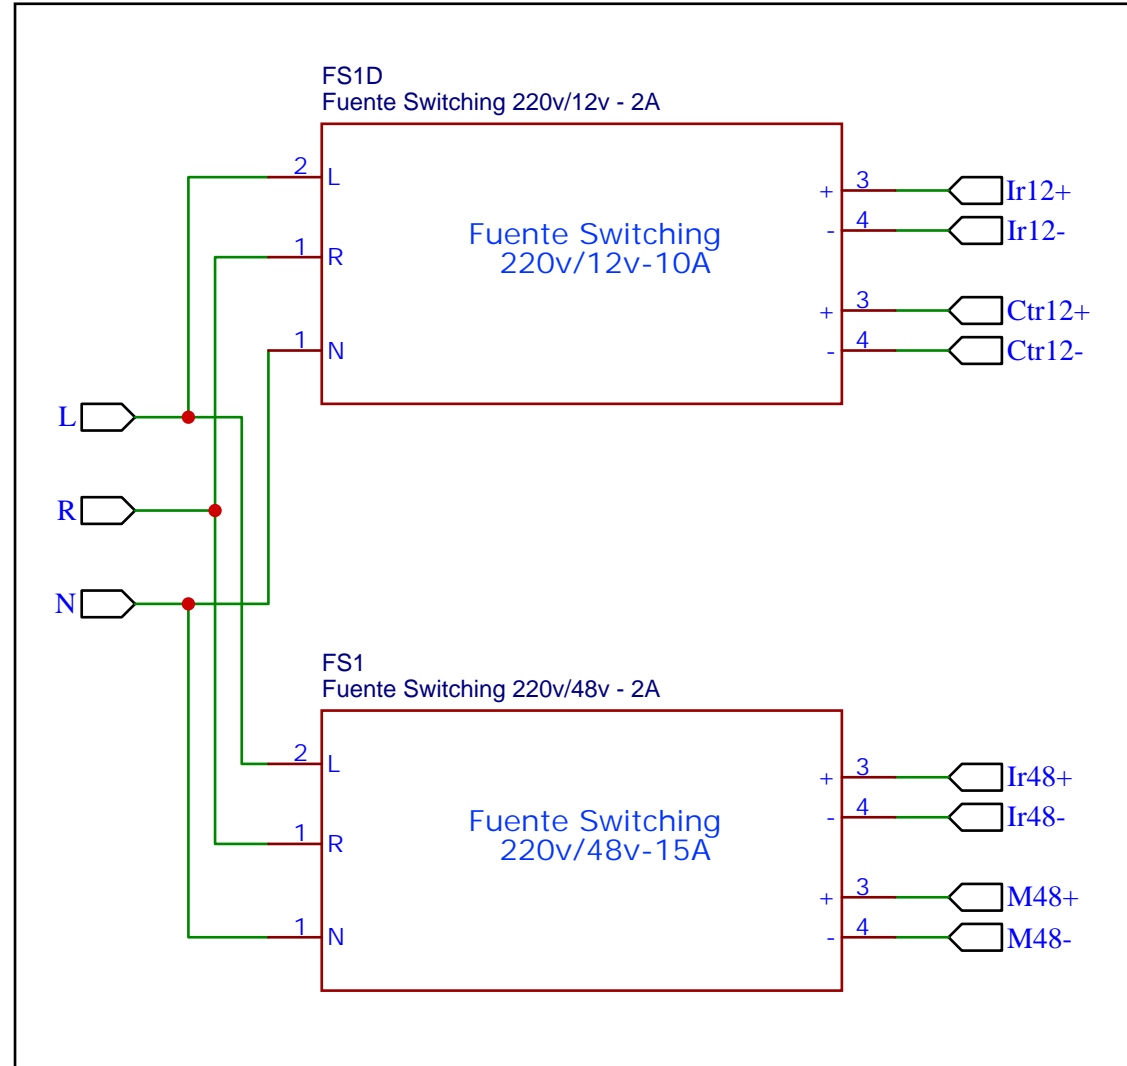 FS1D
Fuente Switching 220v/12v - 2A
2 L
1 R
1 N
Fuente Switching
220v/12v-10A
+ 3 Ir12+
- 4 Ir12-
+ 3 Ctr12+
- 4 Ctr12-
L
R
N
FS1
Fuente Switching 220v/48v - 2A
2 L
1 R
1 N
Fuente Switching
220v/48v-15A
+ 3 Ir48+
- 4 Ir48-
+ 3 M48+
- 4 M48-